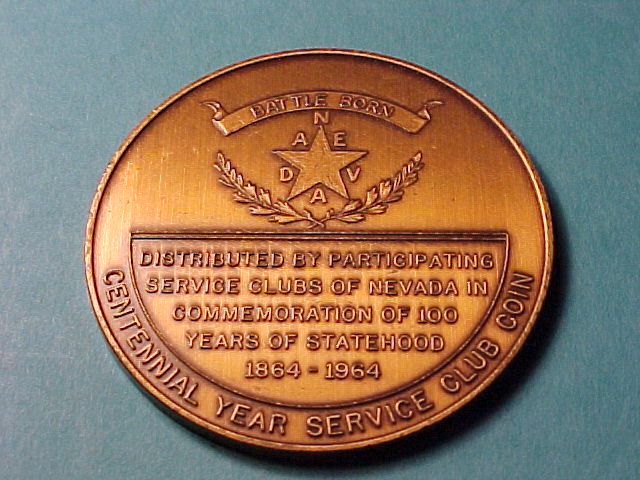 BATTLE BORN
NEVADA
DISTRIBUTED BY PARTICIPATING
SERVICE CLUBS OF NEVADA IN
COMMEMORATION OF 100
YEARS OF STATEHOOD
1864 - 1964
CENTENNIAL YEAR SERVICE CLUB COIN